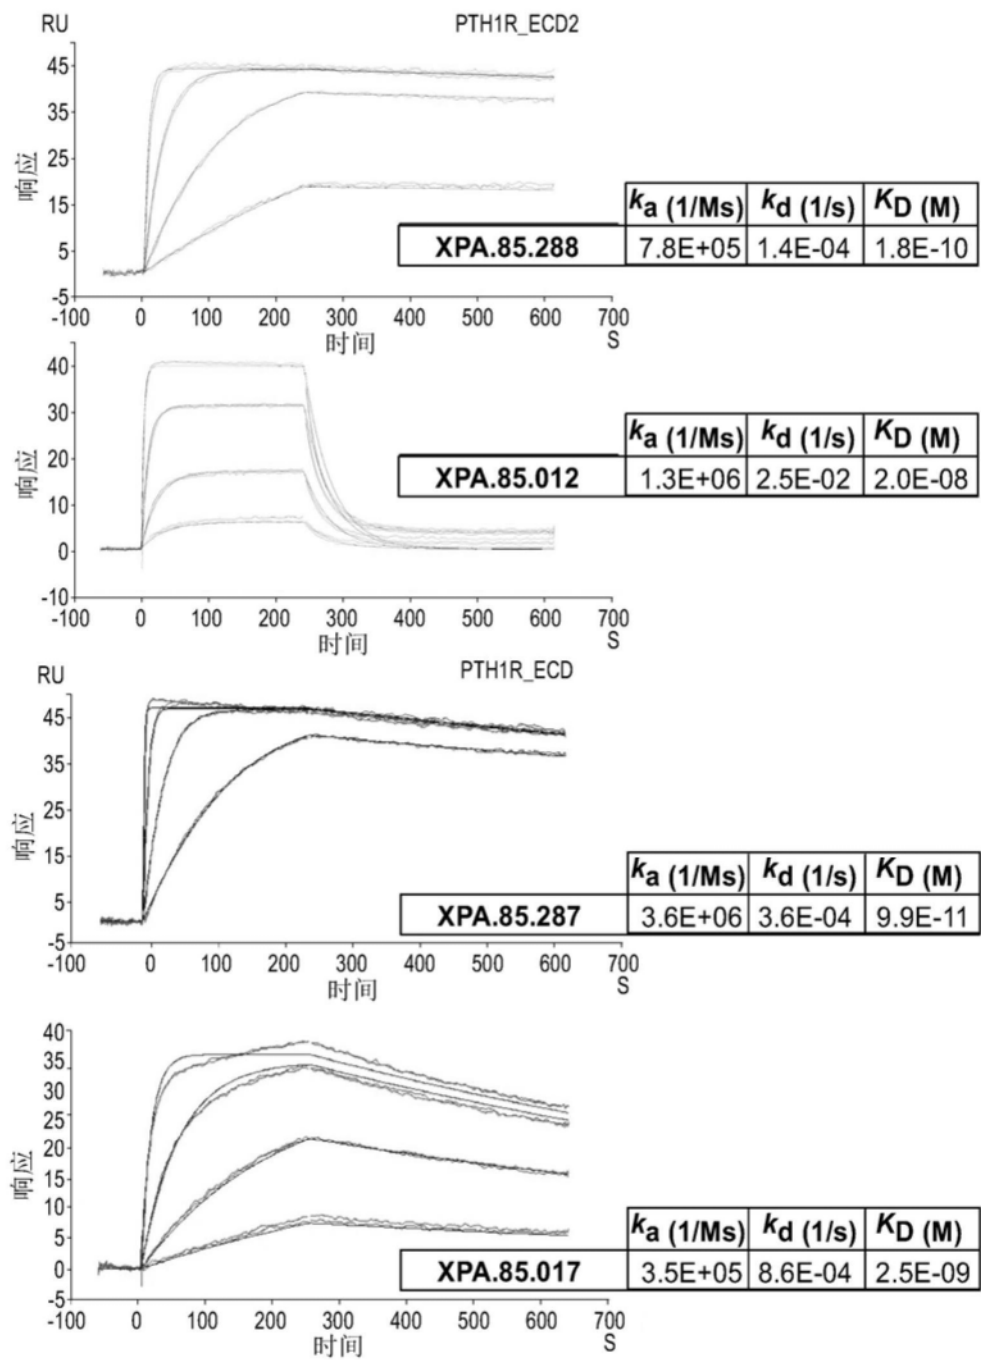 RU PTH1R_ECD2
45
35
25
15
5
-5
响应
-100 0 100 200 300 400 500 600 700
时间 S
ka (1/Ms) kd (1/s) KD (M)
XPA.85.288 7.8E+05 1.4E-04 1.8E-10
40
30
20
10
0
-10
响应
-100 0 100 200 300 400 500 600 700
时间 S
ka (1/Ms) kd (1/s) KD (M)
XPA.85.012 1.3E+06 2.5E-02 2.0E-08
RU PTH1R_ECD
45
35
25
15
5
-5
响应
-100 0 100 200 300 400 500 600 700
时间 S
ka (1/Ms) kd (1/s) KD (M)
XPA.85.287 3.6E+06 3.6E-04 9.9E-11
40
35
30
25
20
15
10
5
0
-5
响应
-100 0 100 200 300 400 500 600 700
时间 S
ka (1/Ms) kd (1/s) KD (M)
XPA.85.017 3.5E+05 8.6E-04 2.5E-09